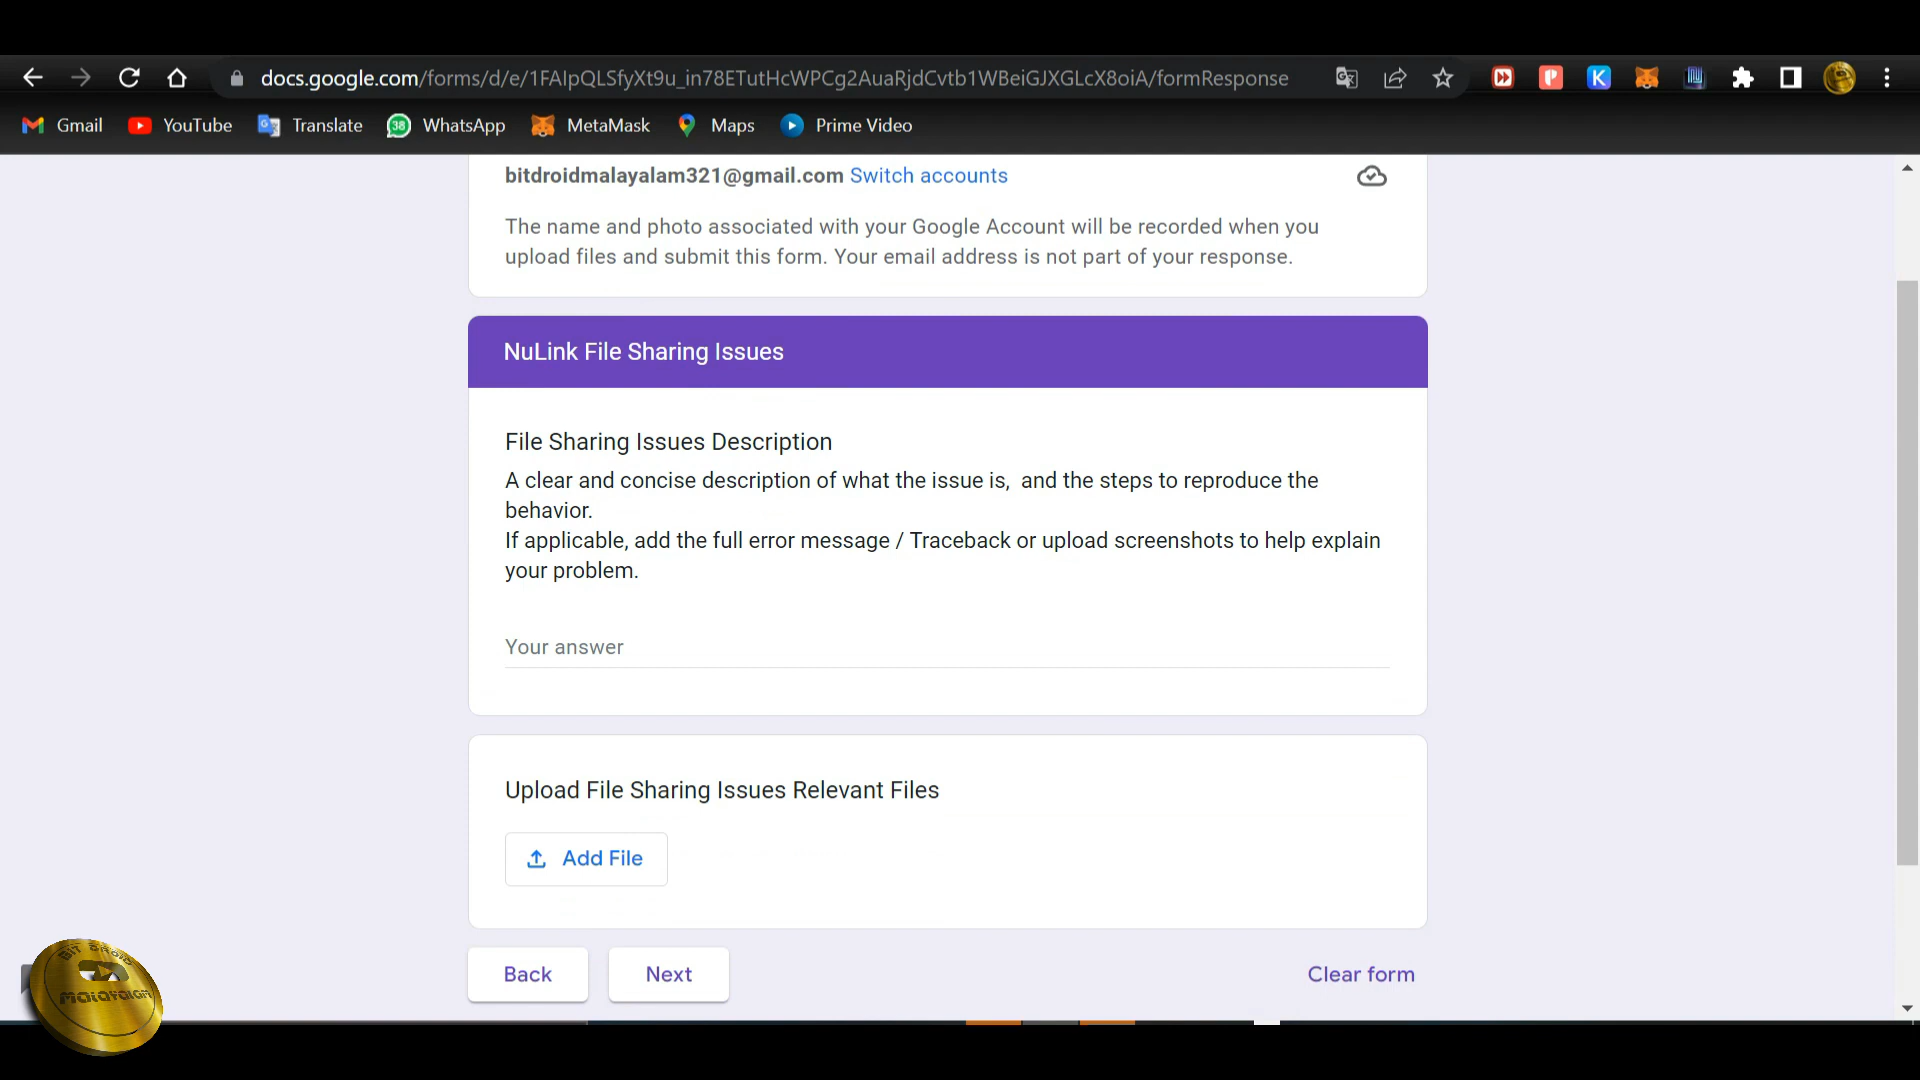 docs.google.com/forms/d/e/1FAIpQLSfyXt9u_in78ETutHcWPCg2AuaRjdCvtb1WBeiGJXGLcX8oiA/formResponse
Gmail YouTube Translate 38 WhatsApp MetaMask Maps Prime Video
bitdroidmalayalam321@gmail.com Switch accounts
The name and photo associated with your Google Account will be recorded when you
upload files and submit this form. Your email address is not part of your response.
NuLink File Sharing Issues
File Sharing Issues Description
A clear and concise description of what the issue is,  and the steps to reproduce the
behavior.
If applicable, add the full error message / Traceback or upload screenshots to help explain
your problem.
Your answer
Upload File Sharing Issues Relevant Files
Add File
Back Next Clear form
BIT DROID
MALAYALAM